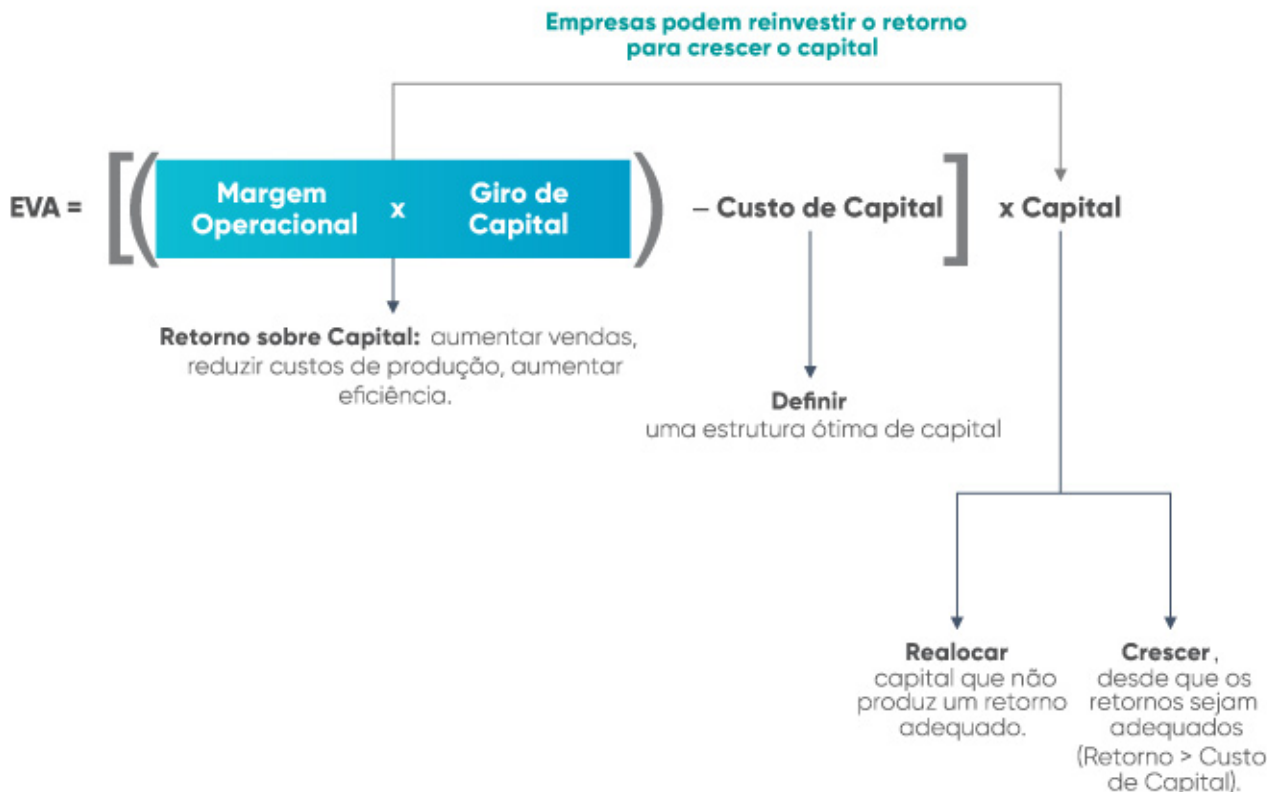 Empresas podem reinvestir o retorno
para crescer o capital
EVA = [( Margem Operacional x Giro de Capital ) – Custo de Capital ] x Capital
Retorno sobre Capital: aumentar vendas,
reduzir custos de produção, aumentar
eficiência.
Definir
uma estrutura ótima de capital
Realocar
capital que não
produz um retorno
adequado.
Crescer,
desde que os
retornos sejam
adequados
(Retorno > Custo
de Capital).